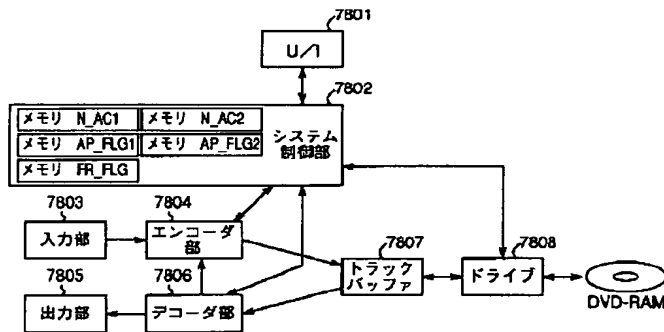 7801
U/I
7802
メモリ N_AC1
メモリ N_AC2
メモリ AP_FLG1
メモリ AP_FLG2
メモリ FR_FLG
システム
制御部
7803
入力部
7804
エンコーダ
部
7805
出力部
7806
デコーダ部
7807
トラック
バッファ
7808
ドライブ
DVD-RAM